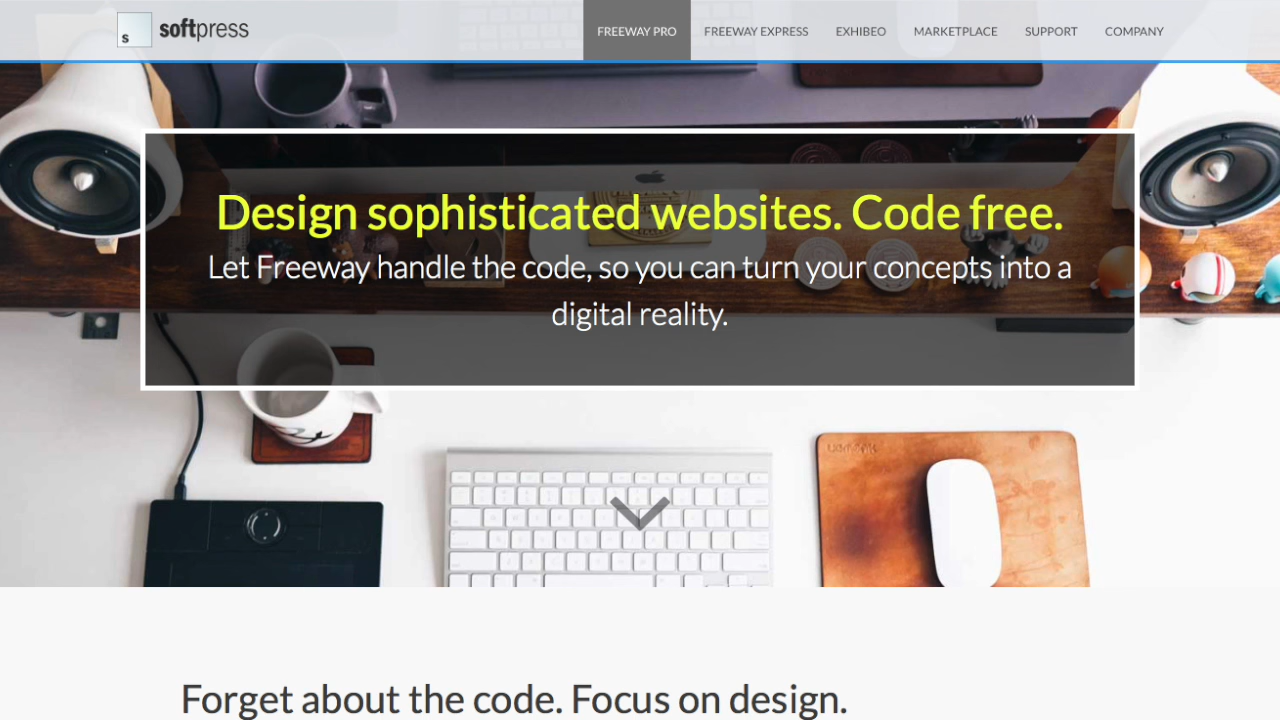 s softpress
FREEWAY PRO FREEWAY EXPRESS EXHIBEO MARKETPLACE SUPPORT COMPANY
Design sophisticated websites. Code free.
Let Freeway handle the code, so you can turn your concepts into a
digital reality.
Forget about the code. Focus on design.